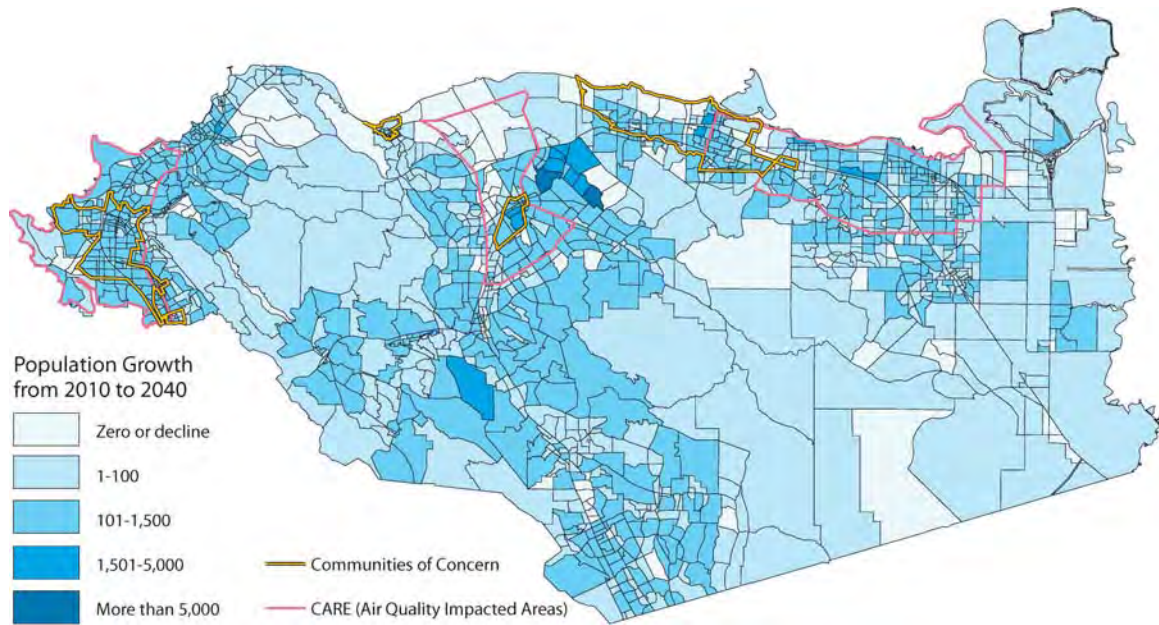 Population Growth
from 2010 to 2040
Zero or decline
1-100
101-1,500
1,501-5,000
More than 5,000
Communities of Concern
CARE (Air Quality Impacted Areas)